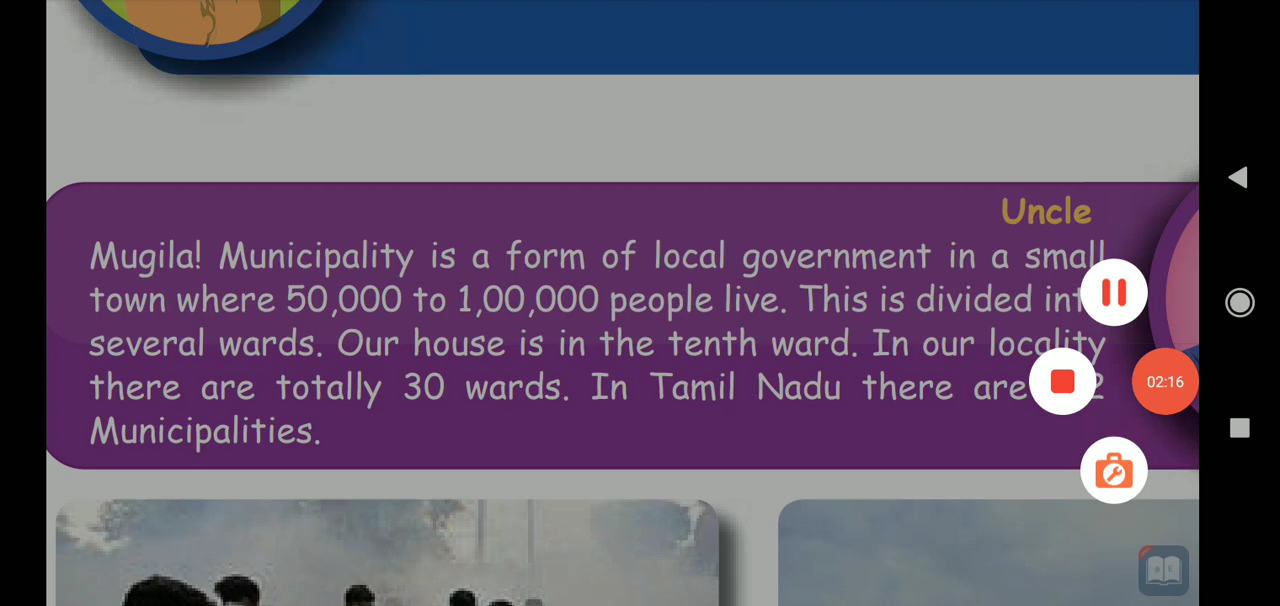 Uncle
Mugila! Municipality is a form of local government in a small
town where 50,000 to 1,00,000 people live. This is divided
several wards. Our house is in the tenth ward. In our locality
there are totally 30 wards. In Tamil Nadu there are
Municipalities.
02:16